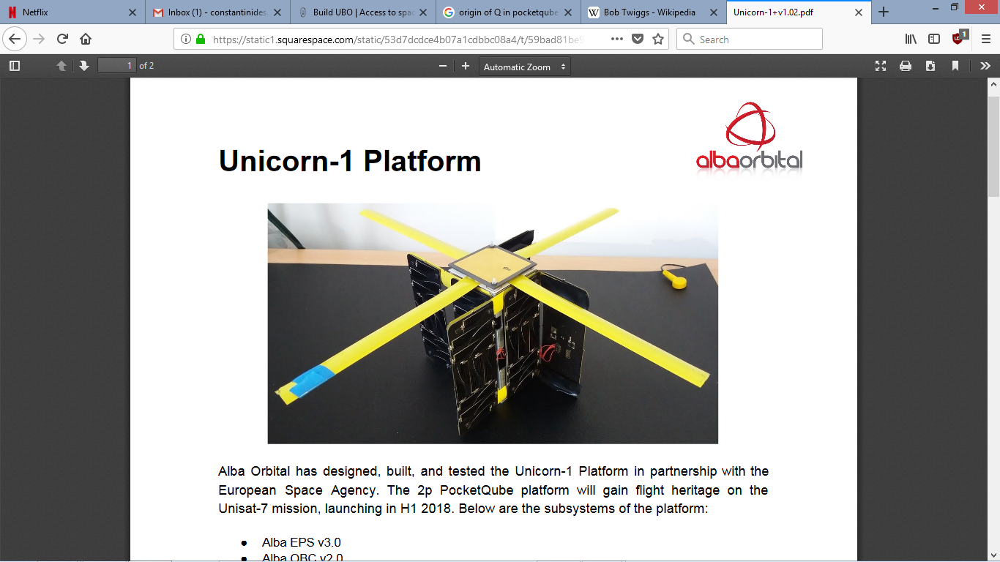 Netflix
Inbox (1) - constantinides.
Build UBO | Access to spac
origin of Q in pocketqube
Bob Twiggs - Wikipedia
Unicorn-1+v1.02.pdf
https://static1.squarespace.com/static/53d7dcdce4b07a1cdbbc08a4/t/59bad81be9
Search
1
1 of 2
Automatic Zoom
albaorbital
Unicorn-1 Platform
Alba Orbital has designed, built, and tested the Unicorn-1 Platform in partnership with the
European Space Agency. The 2p PocketQube platform will gain flight heritage on the
Unisat-7 mission, launching in H1 2018. Below are the subsystems of the platform:
● Alba EPS v3.0
● Alba OBC v2.0